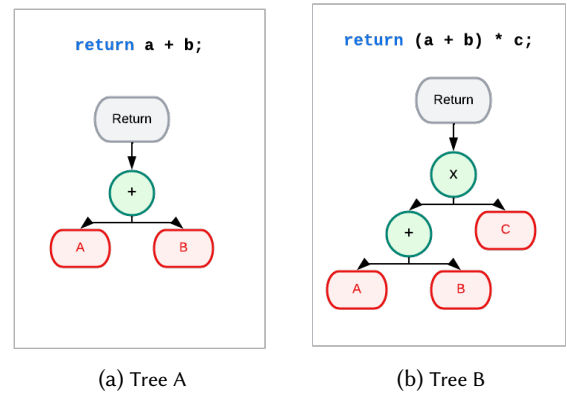 return a + b;
Return
+
A
B
(a) Tree A
return (a + b) * c;
Return
x
+
C
A
B
(b) Tree B